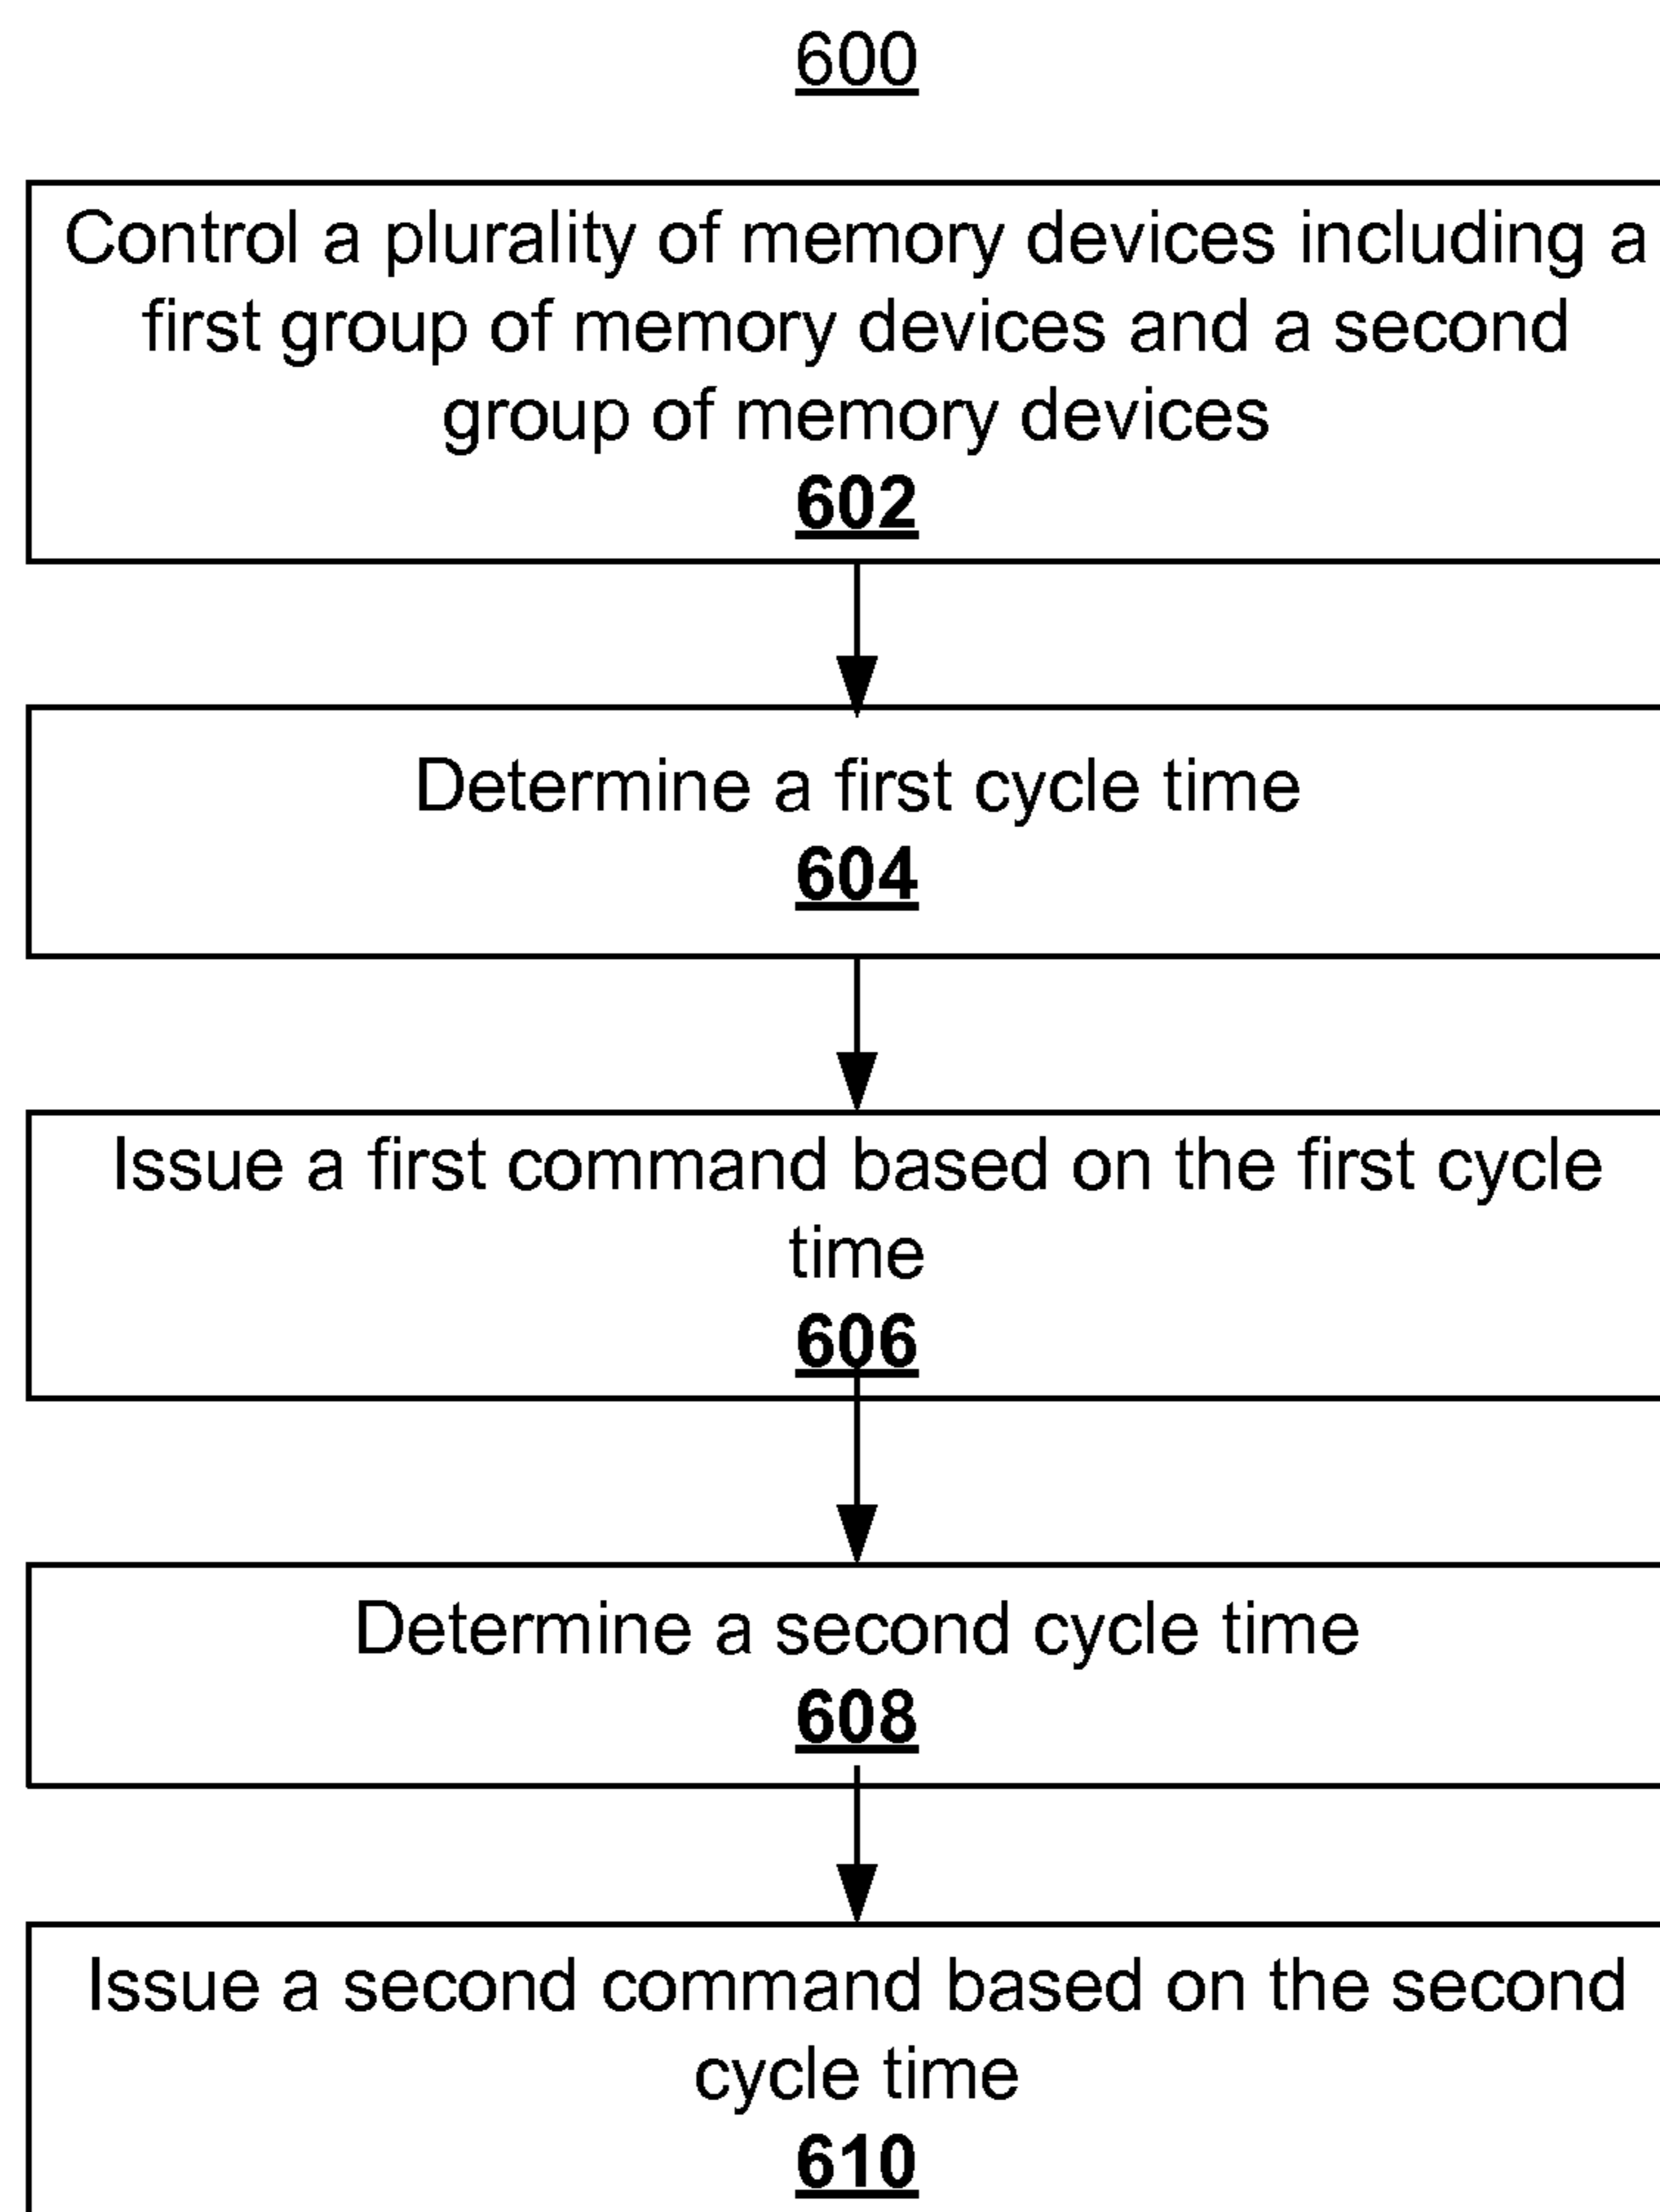 600
Control a plurality of memory devices including a
first group of memory devices and a second
group of memory devices
602
Determine a first cycle time
604
Issue a first command based on the first cycle
time
606
Determine a second cycle time
608
Issue a second command based on the second
cycle time
610